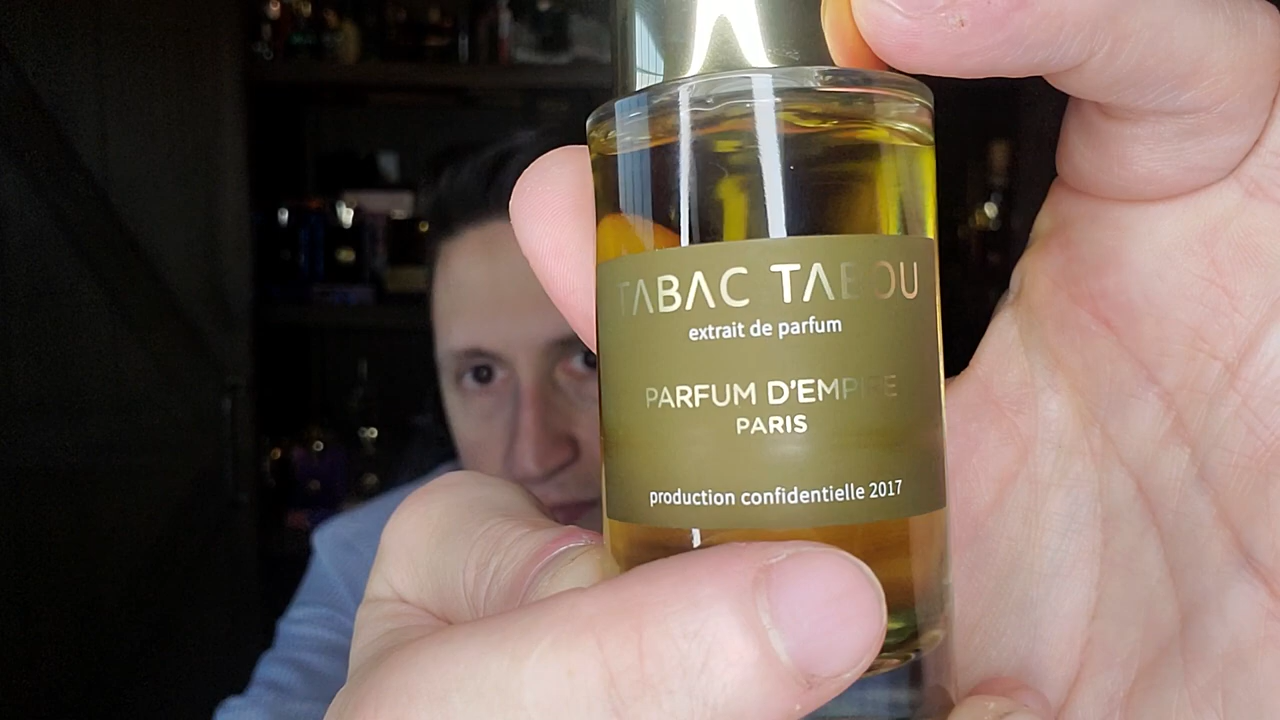 TABAC TABOU
extrait de parfum
PARFUM D'EMPIRE
PARIS
production confidentielle 2017